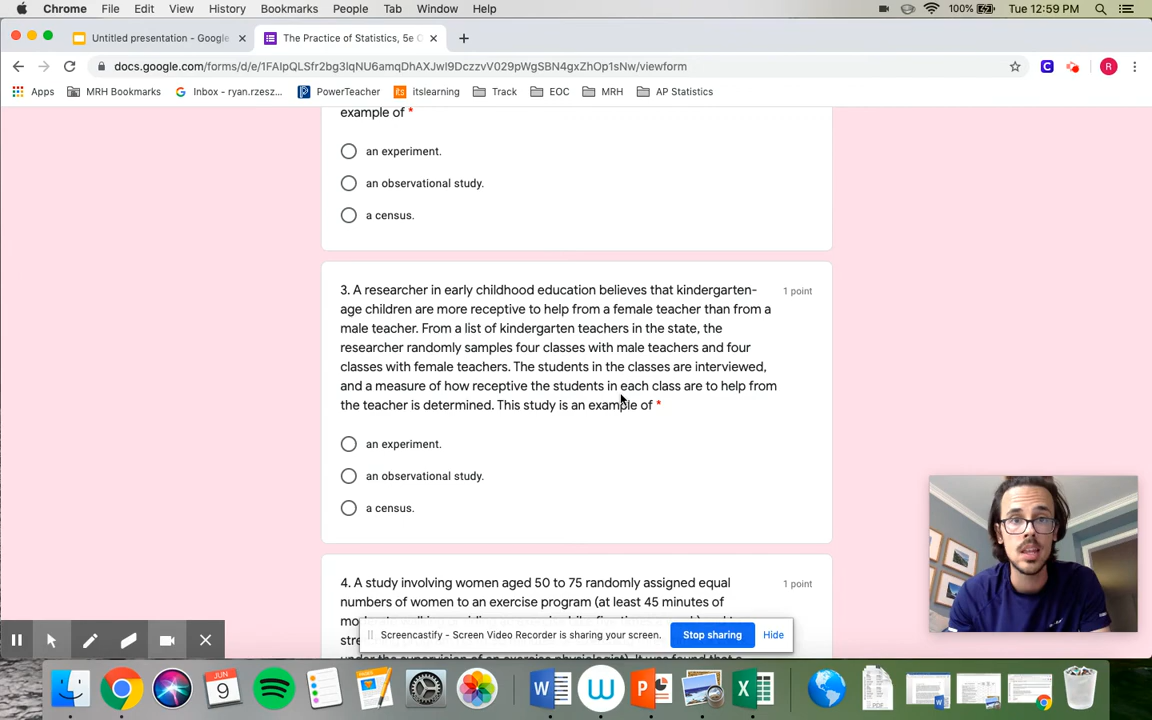 Chrome File Edit View History Bookmarks People Tab Window Help 100% Tue 12:59 PM
Untitled presentation - Google The Practice of Statistics, 5e
docs.google.com/forms/d/e/1FAIpQLSfr2bg3lqNU6amqDhAXJwl9DczzvV029pWgSBN4gxZhOp1sNw/viewform
R
Apps MRH Bookmarks Inbox - ryan.rzesz... PowerTeacher its itslearning Track EOC MRH AP Statistics
example of *
an experiment.
an observational study.
a census.
3. A researcher in early childhood education believes that kindergarten- 1 point
age children are more receptive to help from a female teacher than from a
male teacher. From a list of kindergarten teachers in the state, the
researcher randomly samples four classes with male teachers and four
classes with female teachers. The students in the classes are interviewed,
and a measure of how receptive the students in each class are to help from
the teacher is determined. This study is an example of *
an experiment.
an observational study.
a census.
4. A study involving women aged 50 to 75 randomly assigned equal 1 point
numbers of women to an exercise program (at least 45 minutes of
Screencastify - Screen Video Recorder is sharing your screen. Stop sharing Hide
JUN
9